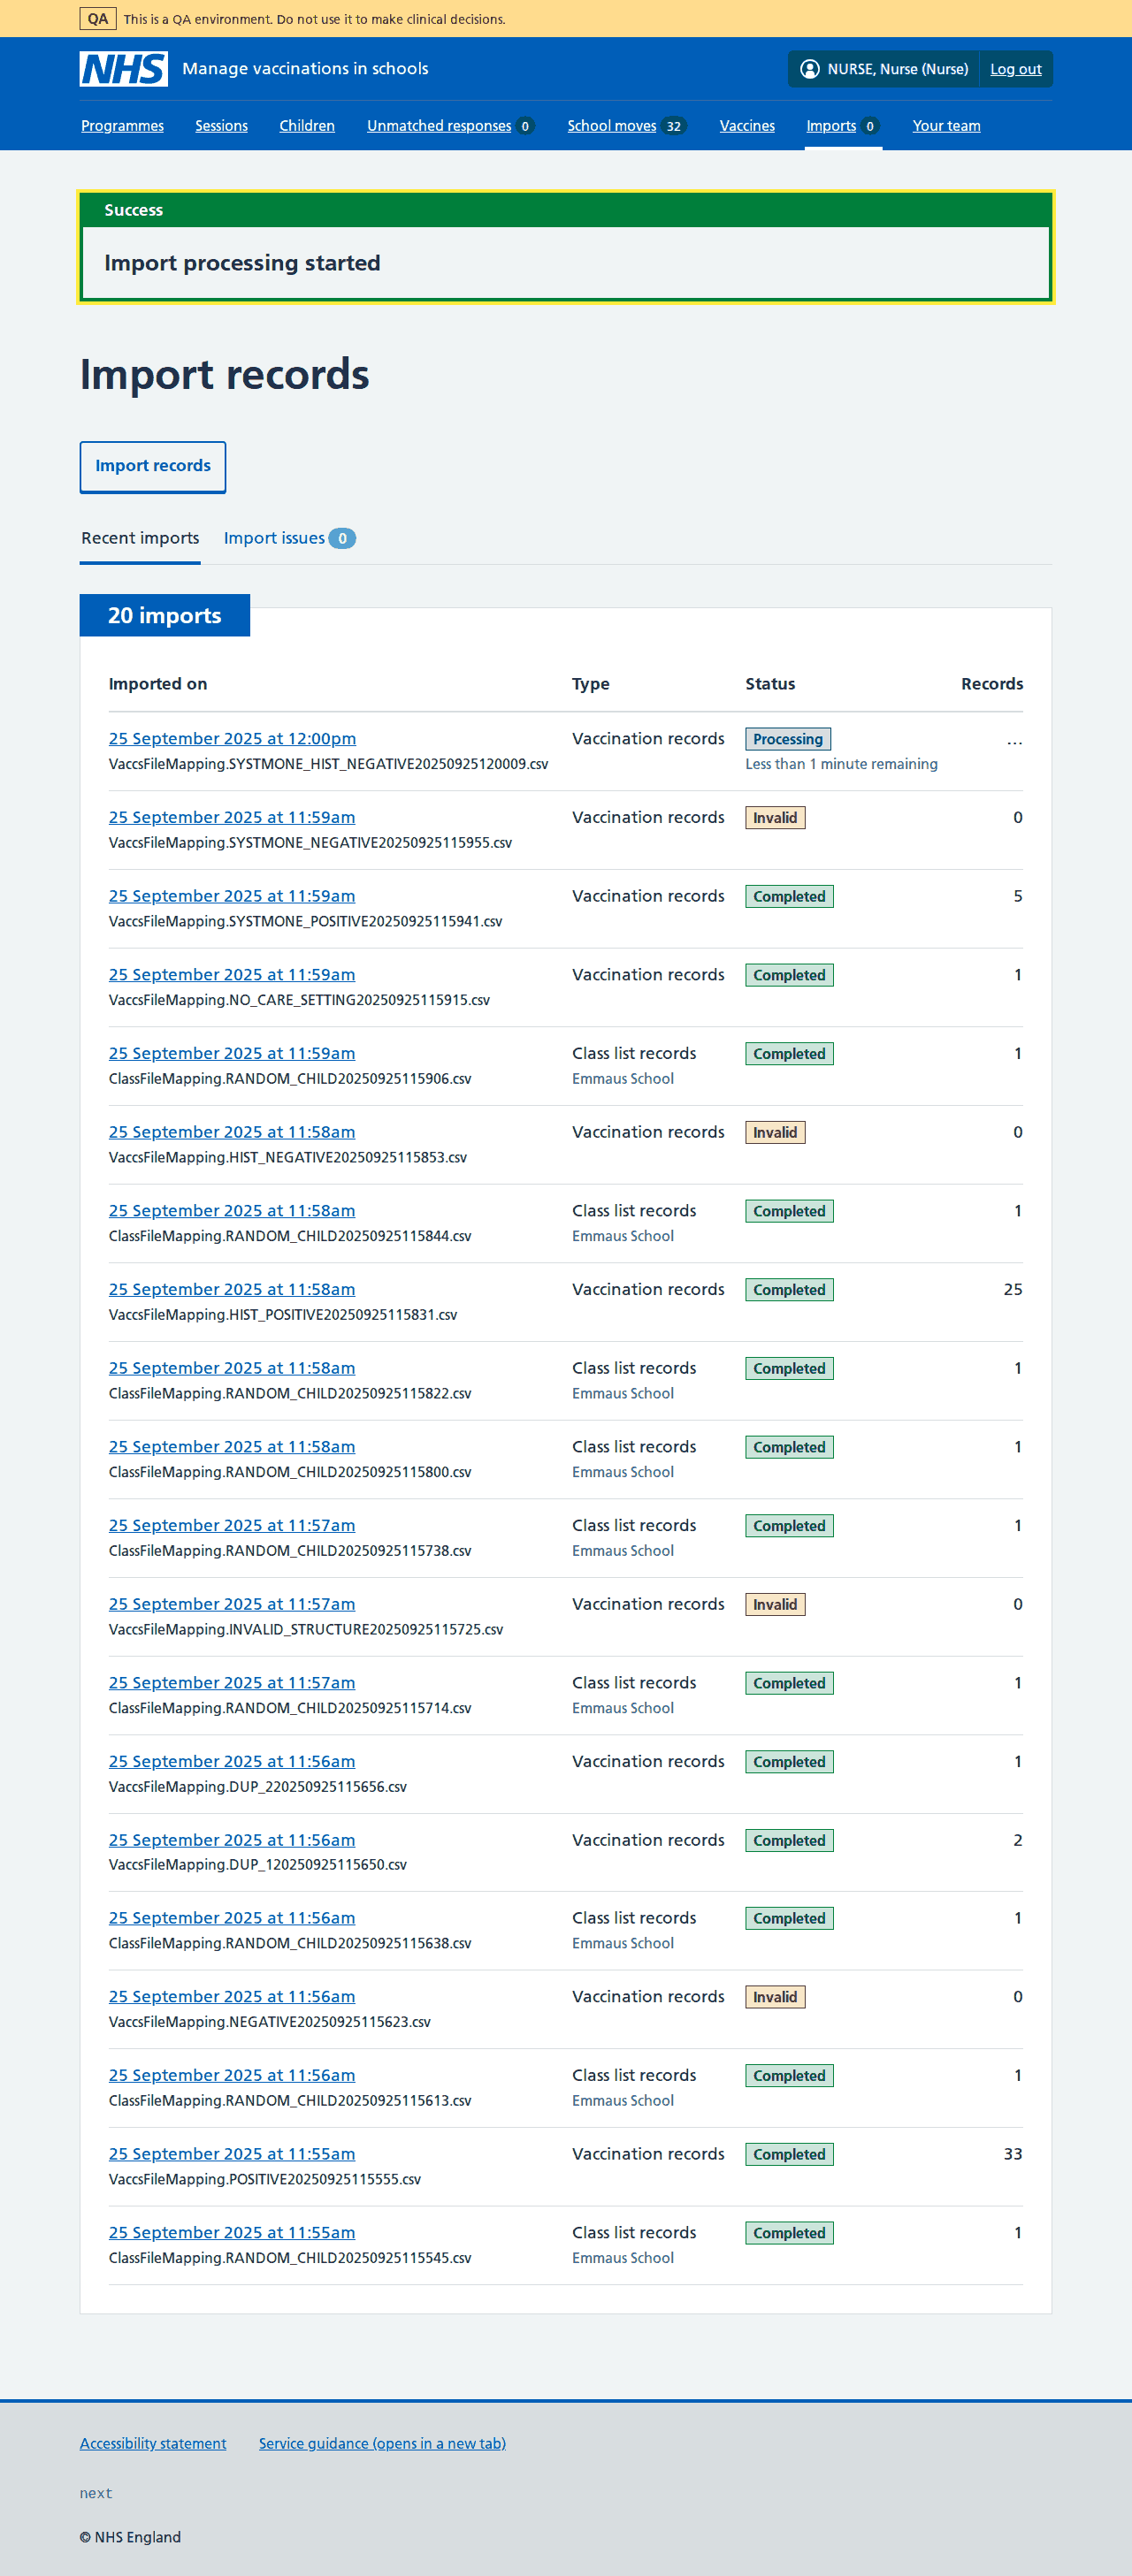 QA This is a QA environment. Do not use it to make clinical decisions.
NHS Manage vaccinations in schools NURSE, Nurse (Nurse) Log out
Programmes Sessions Children Unmatched responses 0 School moves 32 Vaccines Imports 0 Your team
Success
Import processing started
Import records
Import records
Recent imports Import issues 0
20 imports
Imported on Type Status Records
25 September 2025 at 12:00pm Vaccination records Processing ...
VaccsFileMapping.SYSTMONE_HIST_NEGATIVE20250925120009.csv Less than 1 minute remaining
25 September 2025 at 11:59am Vaccination records Invalid 0
VaccsFileMapping.SYSTMONE_NEGATIVE20250925115955.csv
25 September 2025 at 11:59am Vaccination records Completed 5
VaccsFileMapping.SYSTMONE_POSITIVE20250925115941.csv
25 September 2025 at 11:59am Vaccination records Completed 1
VaccsFileMapping.NO_CARE_SETTING20250925115915.csv
25 September 2025 at 11:59am Class list records Completed 1
ClassFileMapping.RANDOM_CHILD20250925115906.csv Emmaus School
25 September 2025 at 11:58am Vaccination records Invalid 0
VaccsFileMapping.HIST_NEGATIVE20250925115853.csv
25 September 2025 at 11:58am Class list records Completed 1
ClassFileMapping.RANDOM_CHILD20250925115844.csv Emmaus School
25 September 2025 at 11:58am Vaccination records Completed 25
VaccsFileMapping.HIST_POSITIVE20250925115831.csv
25 September 2025 at 11:58am Class list records Completed 1
ClassFileMapping.RANDOM_CHILD20250925115822.csv Emmaus School
25 September 2025 at 11:58am Class list records Completed 1
ClassFileMapping.RANDOM_CHILD20250925115800.csv Emmaus School
25 September 2025 at 11:57am Class list records Completed 1
ClassFileMapping.RANDOM_CHILD20250925115738.csv Emmaus School
25 September 2025 at 11:57am Vaccination records Invalid 0
VaccsFileMapping.INVALID_STRUCTURE20250925115725.csv
25 September 2025 at 11:57am Class list records Completed 1
ClassFileMapping.RANDOM_CHILD20250925115714.csv Emmaus School
25 September 2025 at 11:56am Vaccination records Completed 1
VaccsFileMapping.DUP_220250925115656.csv
25 September 2025 at 11:56am Vaccination records Completed 2
VaccsFileMapping.DUP_120250925115650.csv
25 September 2025 at 11:56am Class list records Completed 1
ClassFileMapping.RANDOM_CHILD20250925115638.csv Emmaus School
25 September 2025 at 11:56am Vaccination records Invalid 0
VaccsFileMapping.NEGATIVE20250925115623.csv
25 September 2025 at 11:56am Class list records Completed 1
ClassFileMapping.RANDOM_CHILD20250925115613.csv Emmaus School
25 September 2025 at 11:55am Vaccination records Completed 33
VaccsFileMapping.POSITIVE20250925115555.csv
25 September 2025 at 11:55am Class list records Completed 1
ClassFileMapping.RANDOM_CHILD20250925115545.csv Emmaus School
Accessibility statement Service guidance (opens in a new tab)
next
© NHS England